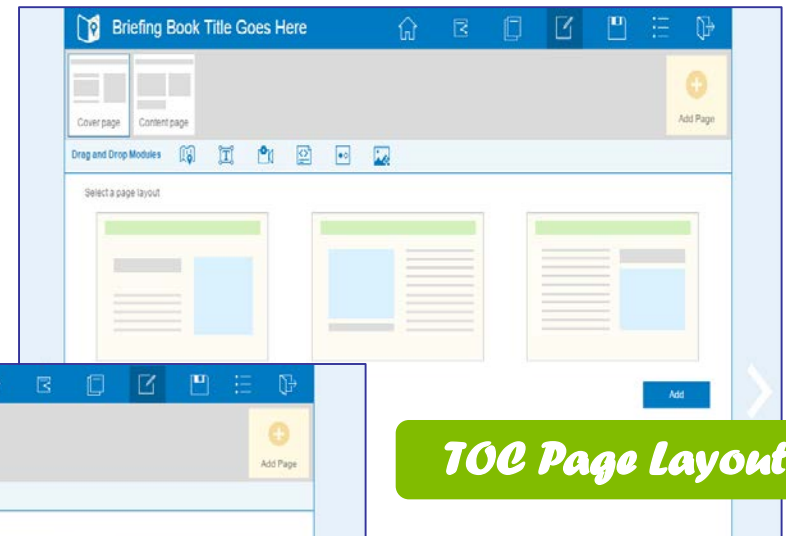 Briefing Book Title Goes Here
Cover page
Content page
Add Page
Drag and Drop Modules
Select a page layout
Add
Add Page
TOC Page Layout